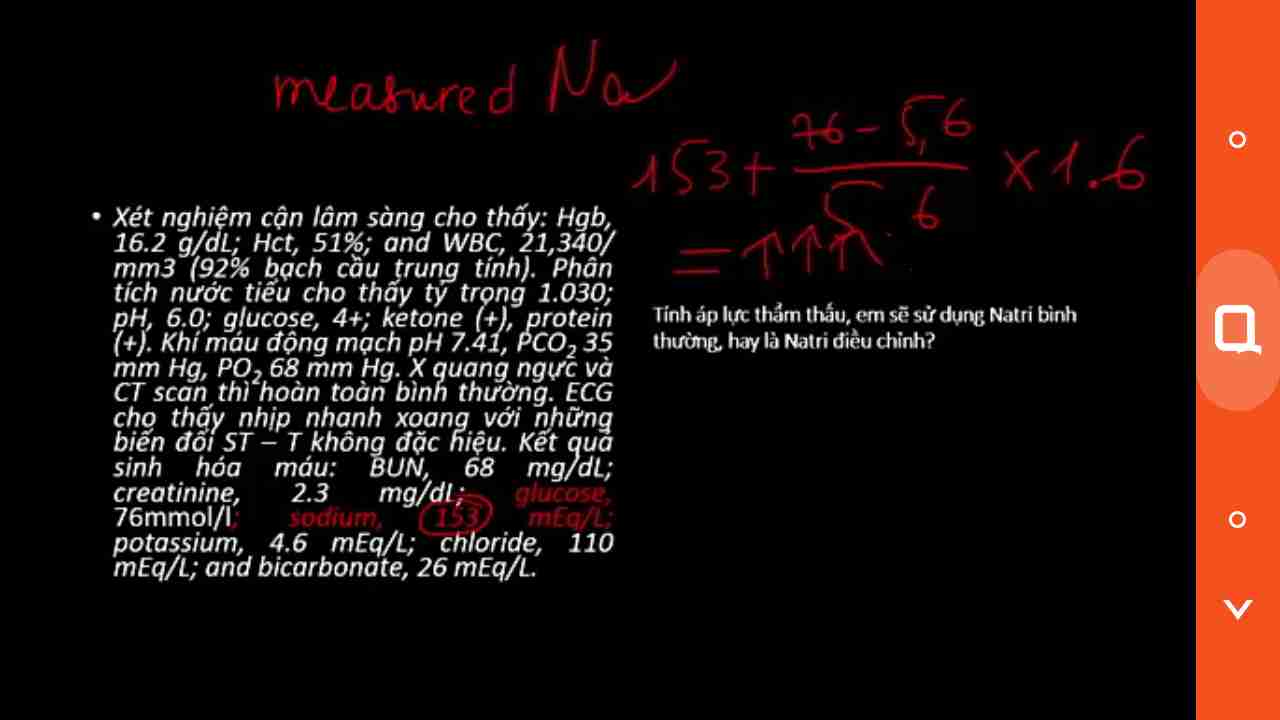 measured Na
153 + 76 - 5,6 / 5,6 x 1.6
= ↑↑↑
• Xét nghiệm cận lâm sàng cho thấy: Hgb,
16.2 g/dL; Hct, 51%; and WBC, 21,340/
mm3 (92% bạch cầu trung tính). Phân
tích nước tiểu cho thấy tỷ trọng 1.030;
pH, 6.0; glucose, 4+; ketone (+), protein
(+). Khí máu động mạch pH 7.41, PCO2 35
mm Hg, PO2 68 mm Hg. X quang ngực và
CT scan thì hoàn toàn bình thường. ECG
cho thấy nhịp nhanh xoang với những
biến đổi ST – T không đặc hiệu. Kết quả
sinh hóa máu: BUN, 68 mg/dL;
creatinine, 2.3 mg/dL; glucose,
76mmol/l; sodium, 153 mEq/L;
potassium, 4.6 mEq/L; chloride, 110
mEq/L; and bicarbonate, 26 mEq/L.
Tính áp lực thẩm thấu, em sẽ sử dụng Natri bình
thường, hay là Natri điều chỉnh?